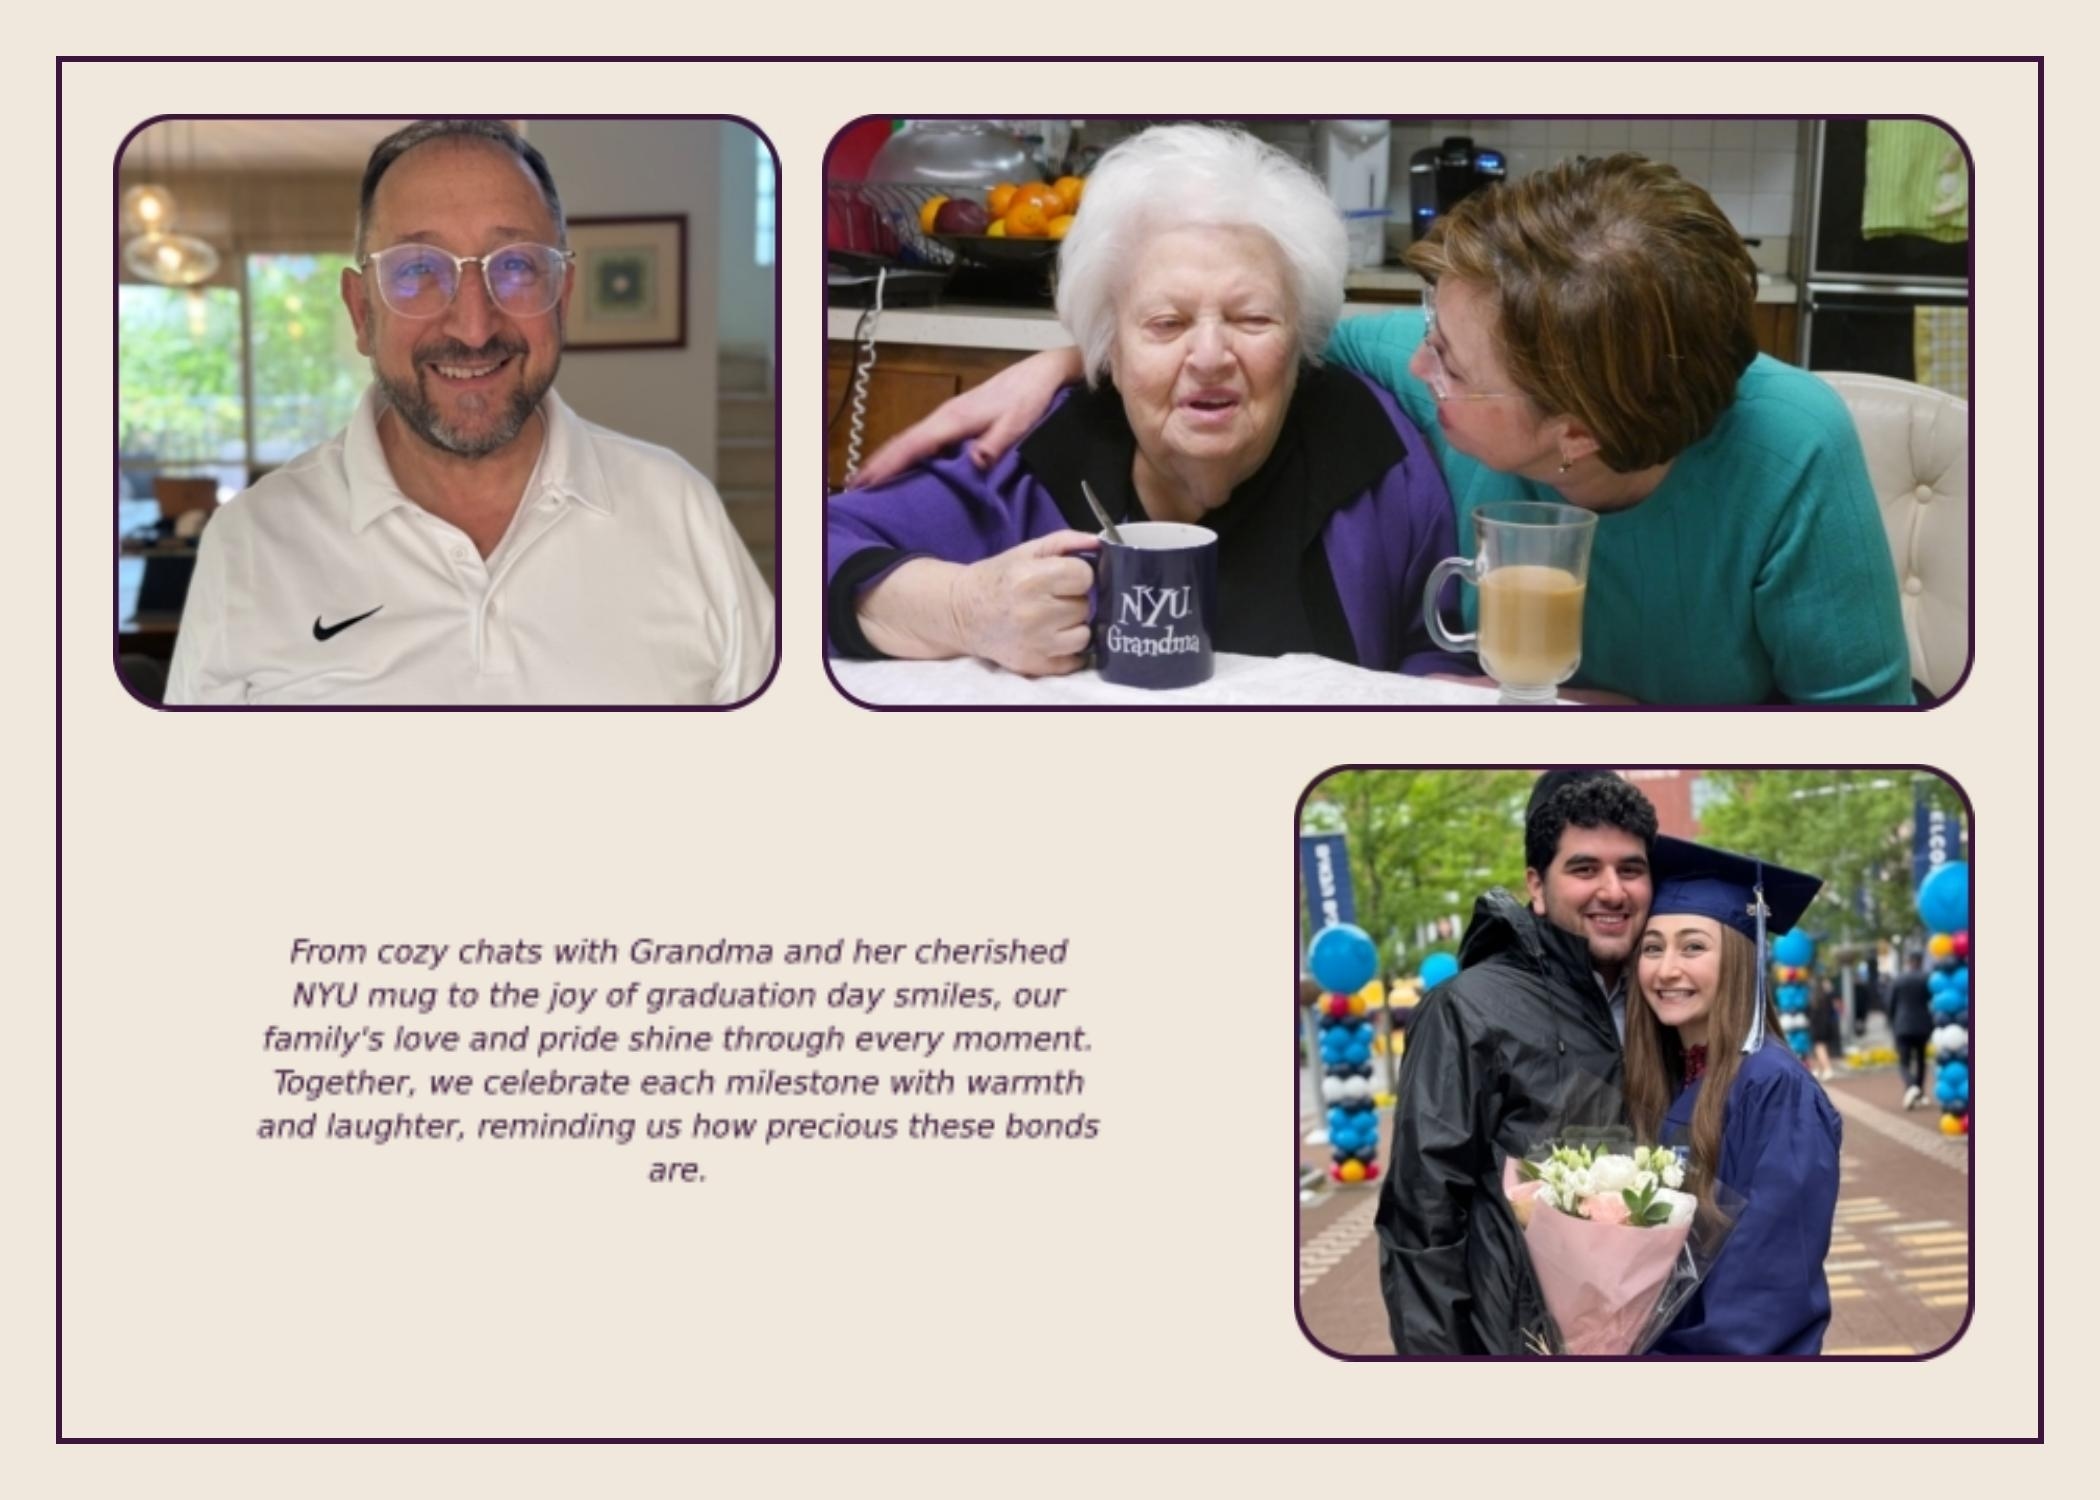 NYU
Grandma
From cozy chats with Grandma and her cherished
NYU mug to the joy of graduation day smiles, our
family's love and pride shine through every moment.
Together, we celebrate each milestone with warmth
and laughter, reminding us how precious these bonds
are.